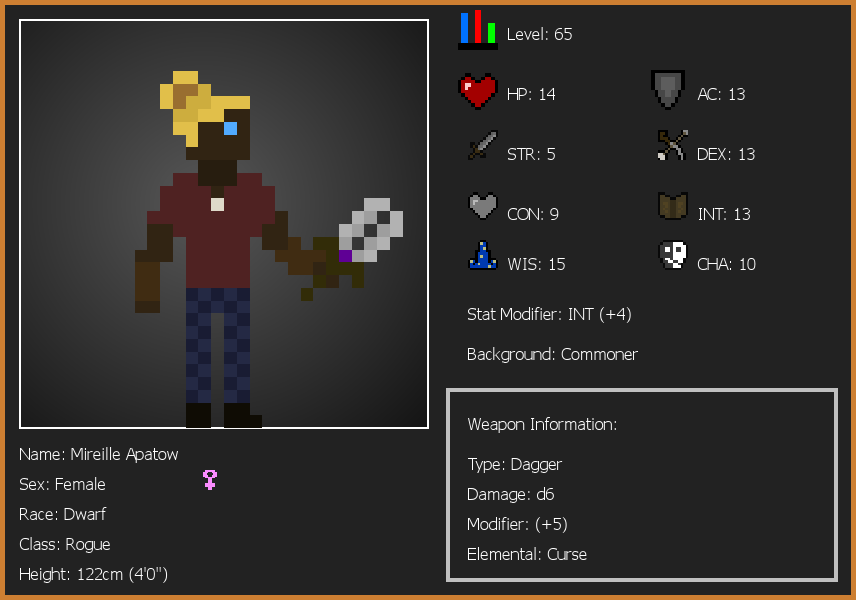 Level: 65
HP: 14
AC: 13
STR: 5
DEX: 13
CON: 9
INT: 13
WIS: 15
CHA: 10
Stat Modifier: INT (+4)
Background: Commoner
Weapon Information:
Type: Dagger
Damage: d6
Modifier: (+5)
Elemental: Curse
Name: Mireille Apatow
Sex: Female
Race: Dwarf
Class: Rogue
Height: 122cm (4'0")